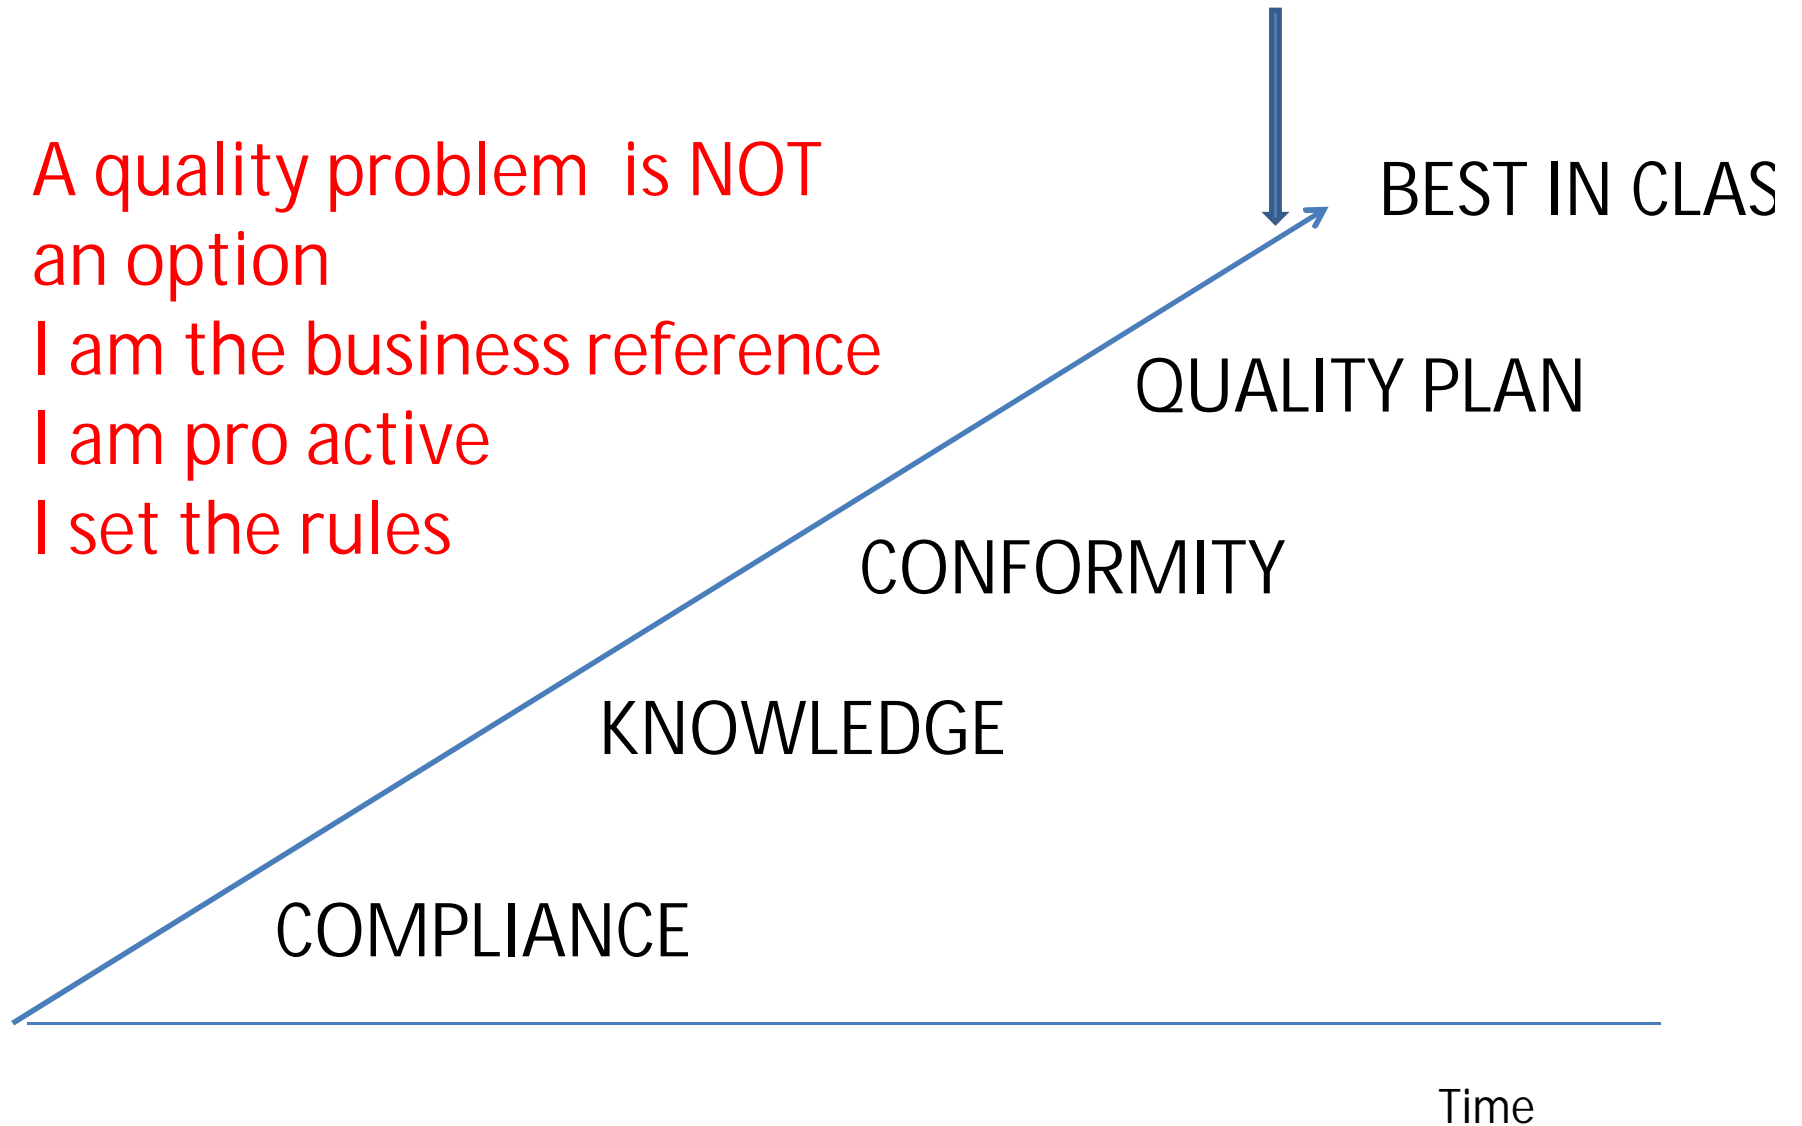 A quality problem is NOT
an option
I am the business reference
I am pro active
I set the rules
BEST IN CLAS
QUALITY PLAN
CONFORMITY
KNOWLEDGE
COMPLIANCE
Time